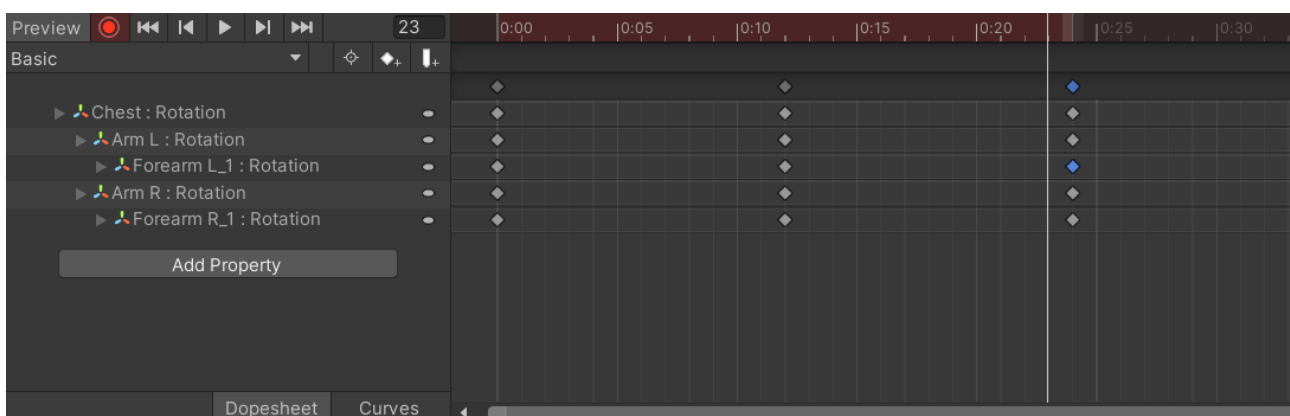 Preview 23 0:00 0:05 0:10 0:15 0:20 0:25 0:30
Basic
Chest : Rotation
Arm L : Rotation
Forearm L_1 : Rotation
Arm R : Rotation
Forearm R_1 : Rotation
Add Property
Dopesheet Curves